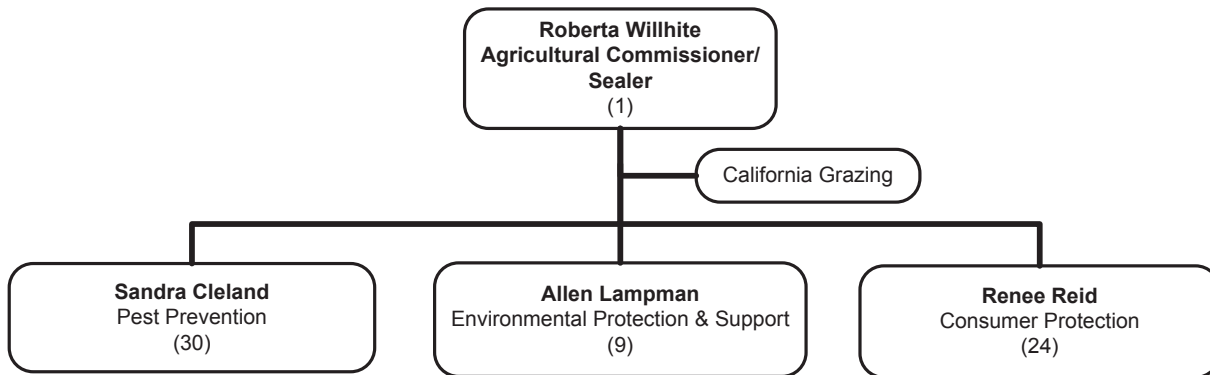 Roberta Willhite
Agricultural Commissioner/
Sealer
(1)
California Grazing
Sandra Cleland
Pest Prevention
(30)
Allen Lampman
Environmental Protection & Support
(9)
Renee Reid
Consumer Protection
(24)